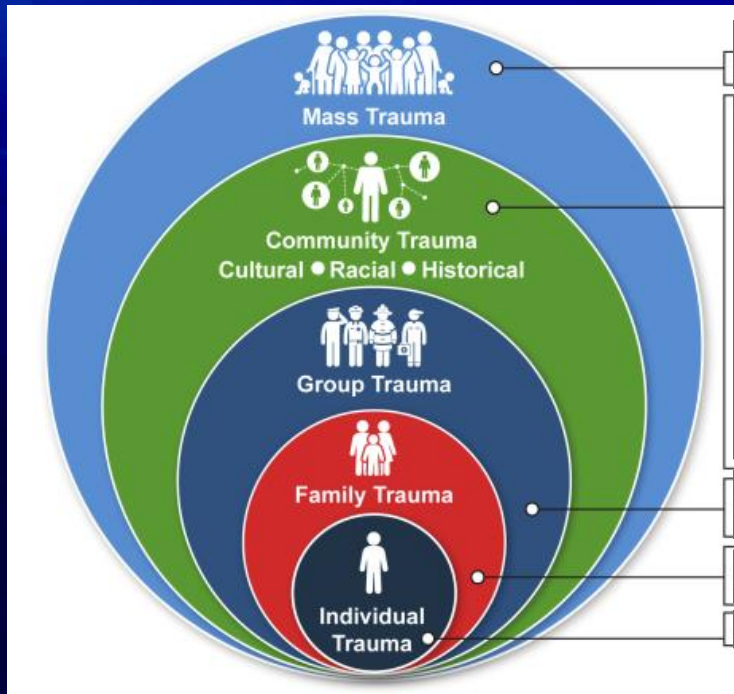 Mass Trauma
Community Trauma
Cultural ● Racial ● Historical
Group Trauma
Family Trauma
Individual
Trauma